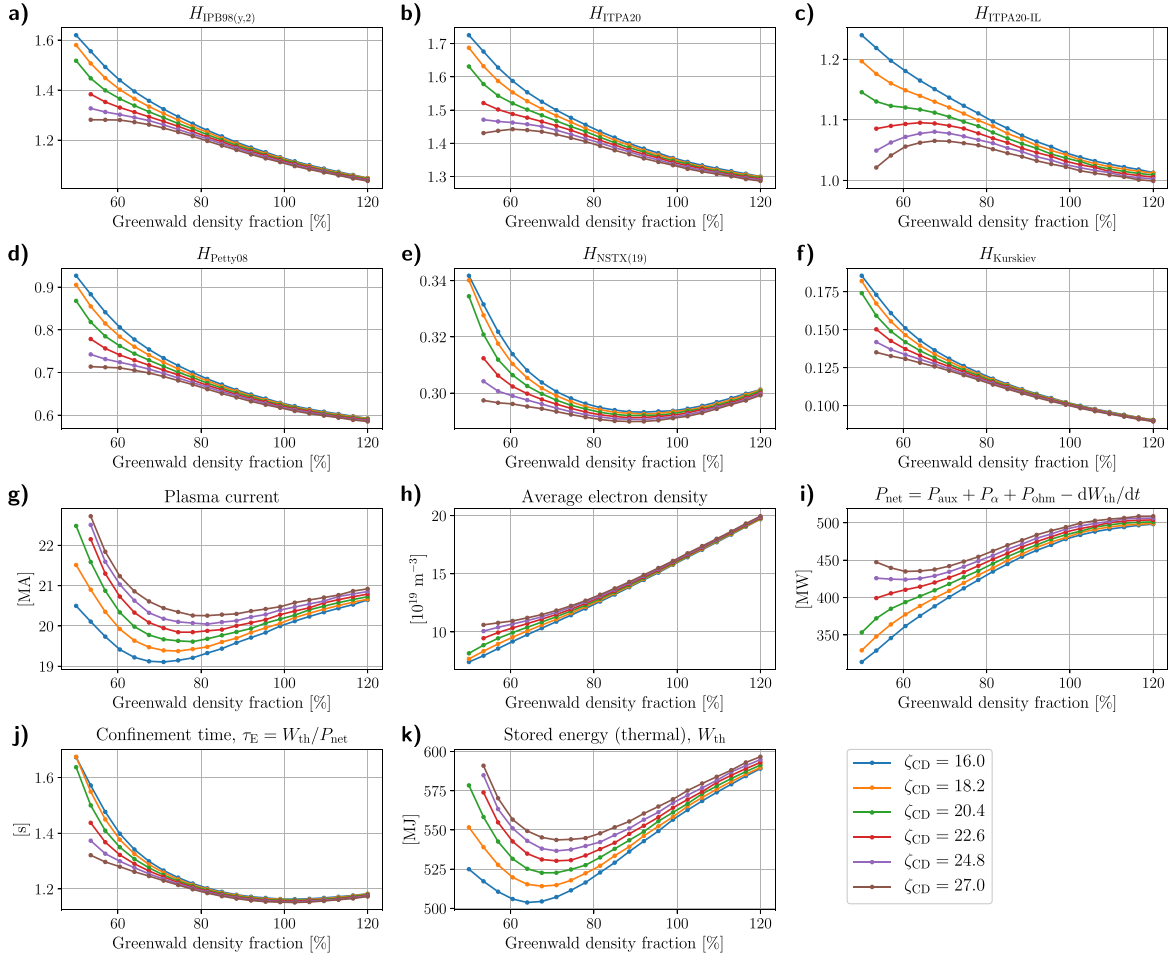 a) H_IPB98(y,2)
1.6
1.4
1.2
60 80 100 120
Greenwald density fraction [%]
b) H_ITPA20
1.7
1.6
1.5
1.4
1.3
60 80 100 120
Greenwald density fraction [%]
c) H_ITPA20-IL
1.2
1.1
1.0
60 80 100 120
Greenwald density fraction [%]
d) H_Petty08
0.9
0.8
0.7
0.6
60 80 100 120
Greenwald density fraction [%]
e) H_NSTX(19)
0.34
0.32
0.30
60 80 100 120
Greenwald density fraction [%]
f) H_Kurskiev
0.175
0.150
0.125
0.100
60 80 100 120
Greenwald density fraction [%]
g) Plasma current
[MA]
22
21
20
19
60 80 100 120
Greenwald density fraction [%]
h) Average electron density
[10^19 m^−3]
20
15
10
60 80 100 120
Greenwald density fraction [%]
i) P_net = P_aux + P_α + P_ohm − dW_th/dt
[MW]
500
450
400
350
60 80 100 120
Greenwald density fraction [%]
j) Confinement time, τ_E = W_th/P_net
[s]
1.6
1.4
1.2
60 80 100 120
Greenwald density fraction [%]
k) Stored energy (thermal), W_th
[MJ]
600
575
550
525
500
60 80 100 120
Greenwald density fraction [%]
ζ_CD = 16.0
ζ_CD = 18.2
ζ_CD = 20.4
ζ_CD = 22.6
ζ_CD = 24.8
ζ_CD = 27.0